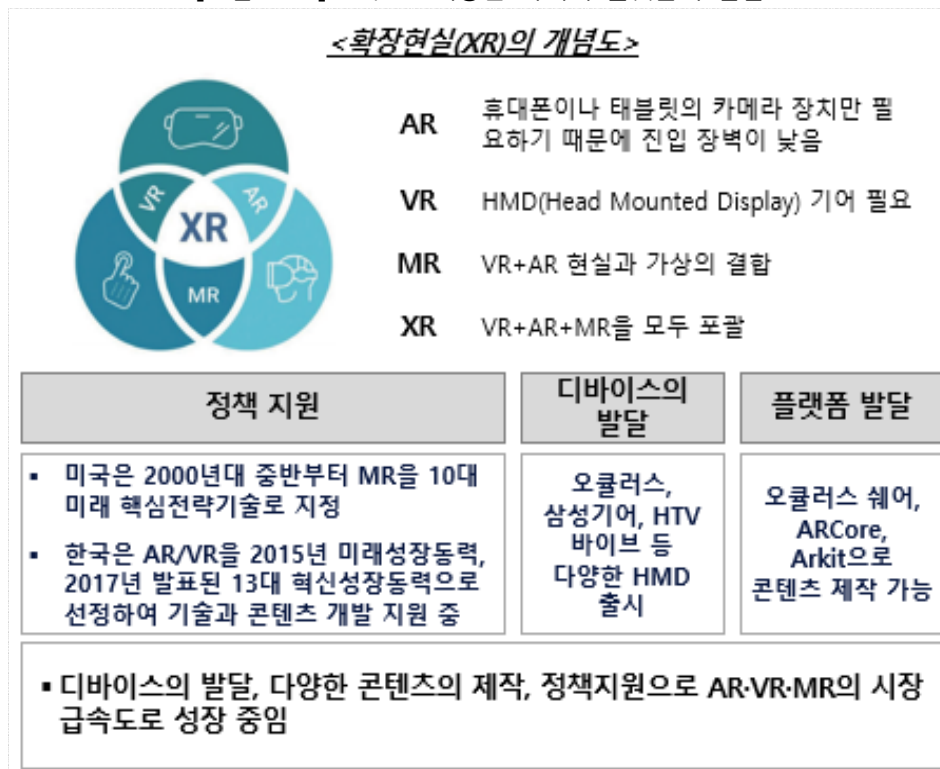 <확장현실(XR)의 개념도>
VR
AR
XR
MR
AR
휴대폰이나 태블릿의 카메라 장치만 필
요하기 때문에 진입 장벽이 낮음
VR
HMD(Head Mounted Display) 기어 필요
MR
VR+AR 현실과 가상의 결합
XR
VR+AR+MR을 모두 포괄
정책 지원
▪ 미국은 2000년대 중반부터 MR을 10대
미래 핵심전략기술로 지정
▪ 한국은 AR/VR을 2015년 미래성장동력,
2017년 발표된 13대 혁신성장동력으로
선정하여 기술과 콘텐츠 개발 지원 중
디바이스의
발달
오큘러스,
삼성기어, HTV
바이브 등
다양한 HMD
출시
플랫폼 발달
오큘러스 쉐어,
ARCore,
Arkit으로
콘텐츠 제작 가능
▪ 디바이스의 발달, 다양한 콘텐츠의 제작, 정책지원으로 AR·VR·MR의 시장
급속도로 성장 중임